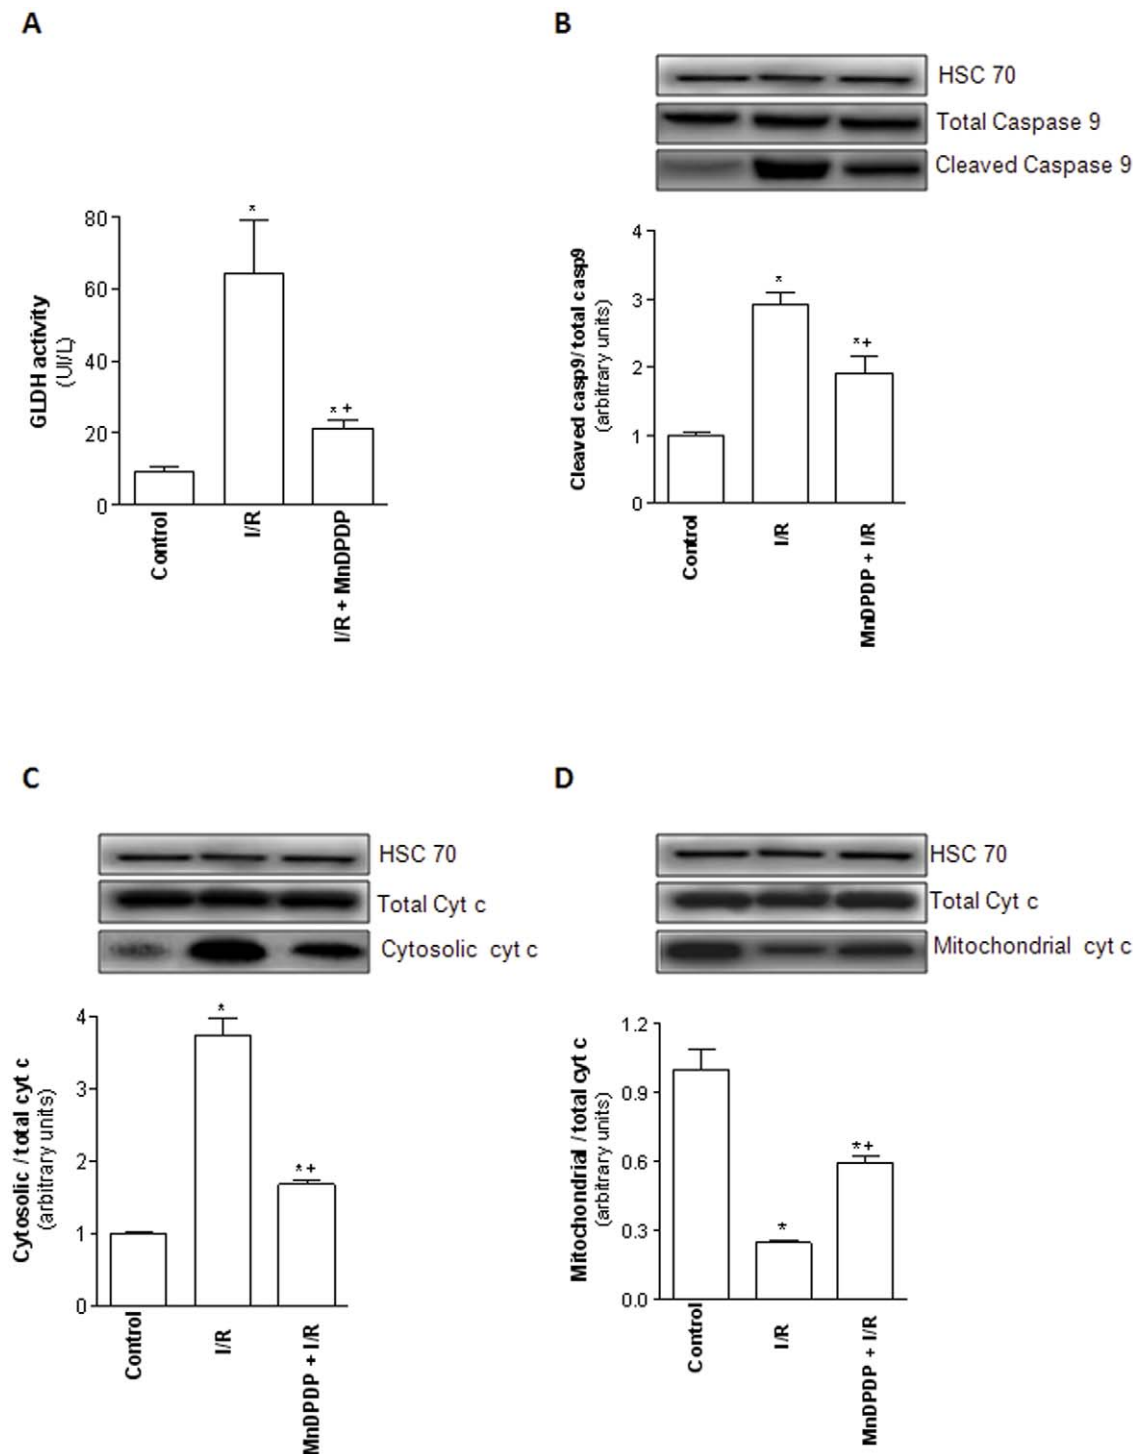 A
GLDH activity
(UI/L)
80
60
40
20
0
*
* +
Control
I/R
I/R + MnDPDP
B
HSC 70
Total Caspase 9
Cleaved Caspase 9
Cleaved casp9/ total casp9
(arbitrary units)
4
3
2
1
0
*
*+
Control
I/R
MnDPDP + I/R
C
HSC 70
Total Cyt c
Cytosolic cyt c
Cytosolic / total cyt c
(arbitrary units)
4
3
2
1
0
*
*+
Control
I/R
MnDPDP + I/R
D
HSC 70
Total Cyt c
Mitochondrial cyt c
Mitochondrial / total cyt c
(arbitrary units)
1.2
0.9
0.6
0.3
0.0
*
*+
Control
I/R
MnDPDP + I/R